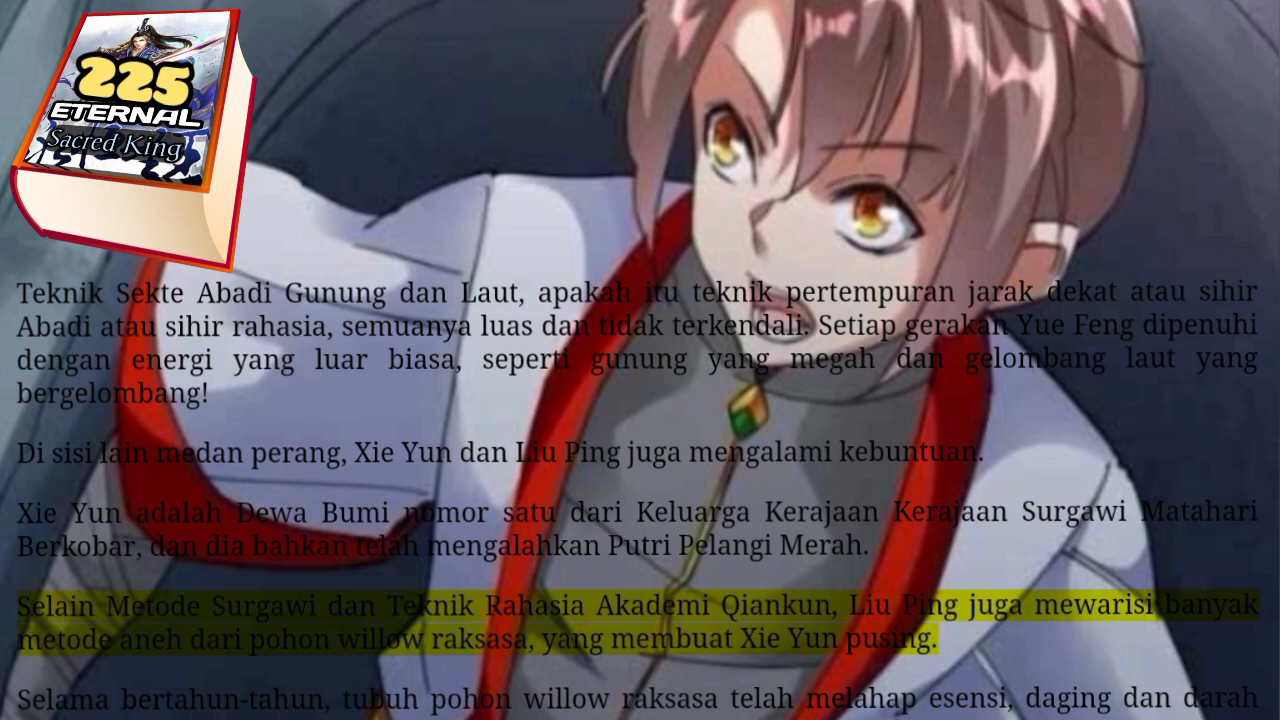 225
ETERNAL
Sacred King
Teknik Sekte Abadi Gunung dan Laut, apakah itu teknik pertempuran jarak dekat atau sihir
Abadi atau sihir rahasia, semuanya luas dan tidak terkendali. Setiap gerakan Yue Feng dipenuhi
dengan energi yang luar biasa, seperti gunung yang megah dan gelombang laut yang
bergelombang!
Di sisi lain medan perang, Xie Yun dan Liu Ping juga mengalami kebuntuan.
Xie Yun adalah Dewa Bumi nomor satu dari Keluarga Kerajaan Kerajaan Surgawi Matahari
Berkobar, dan dia bahkan telah mengalahkan Putri Pelangi Merah.
Selain Metode Surgawi dan Teknik Rahasia Akademi Qiankun, Liu Ping juga mewarisi banyak
metode aneh dari pohon willow raksasa, yang membuat Xie Yun pusing.
Selama bertahun-tahun, tubuh pohon willow raksasa telah melahap esensi, daging dan darah